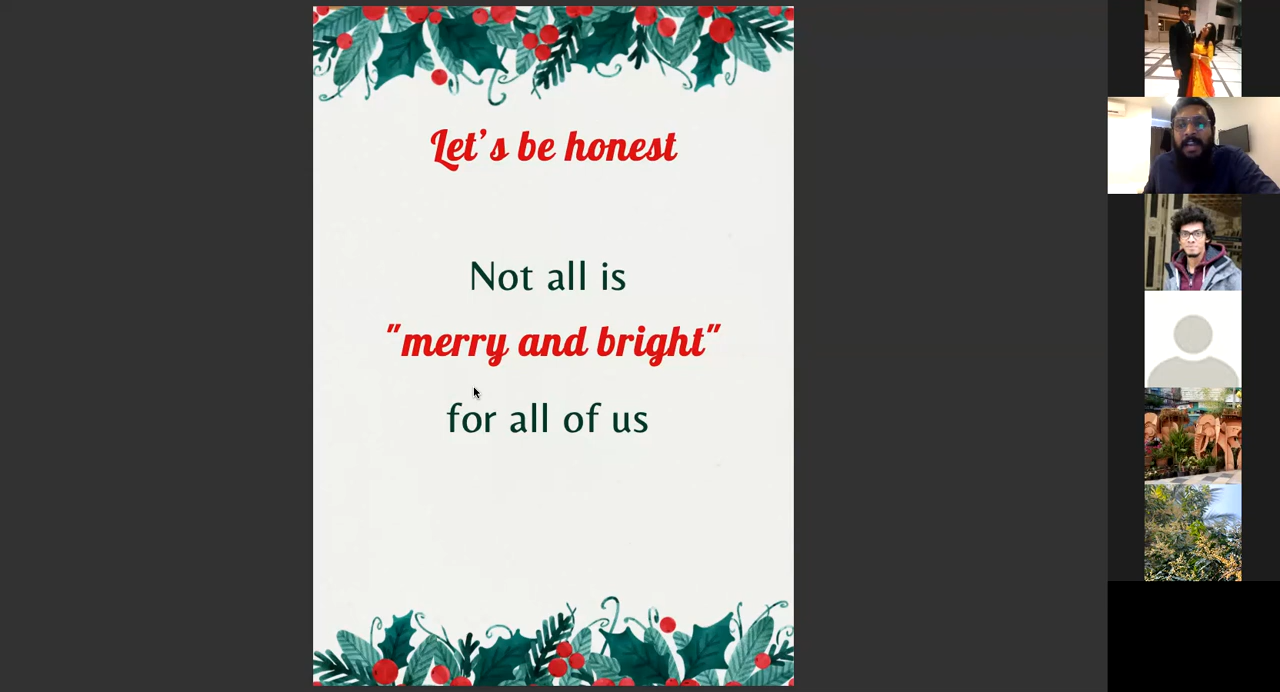 Let's be honest
Not all is
"merry and bright"
for all of us